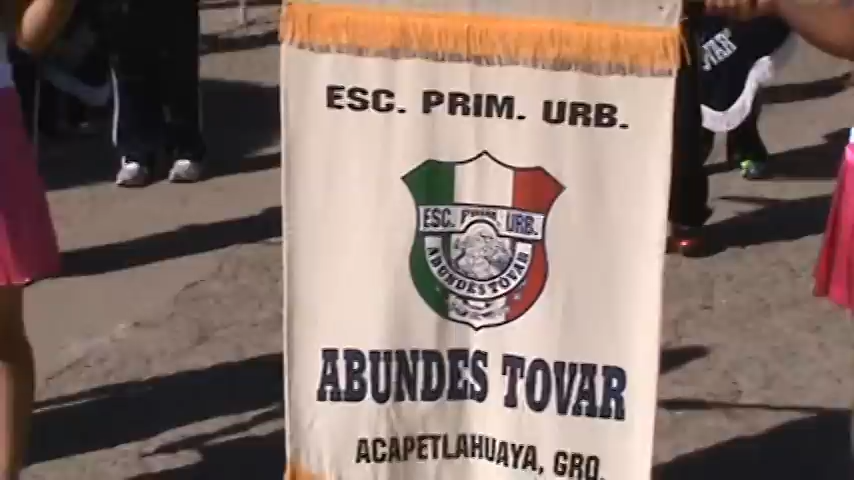 ESC. PRIM. URB.
ESC. PRIM. URB.
ABUNDES TOVAR
ABUNDES TOVAR
ACAPETLAHUAYA, GRO.